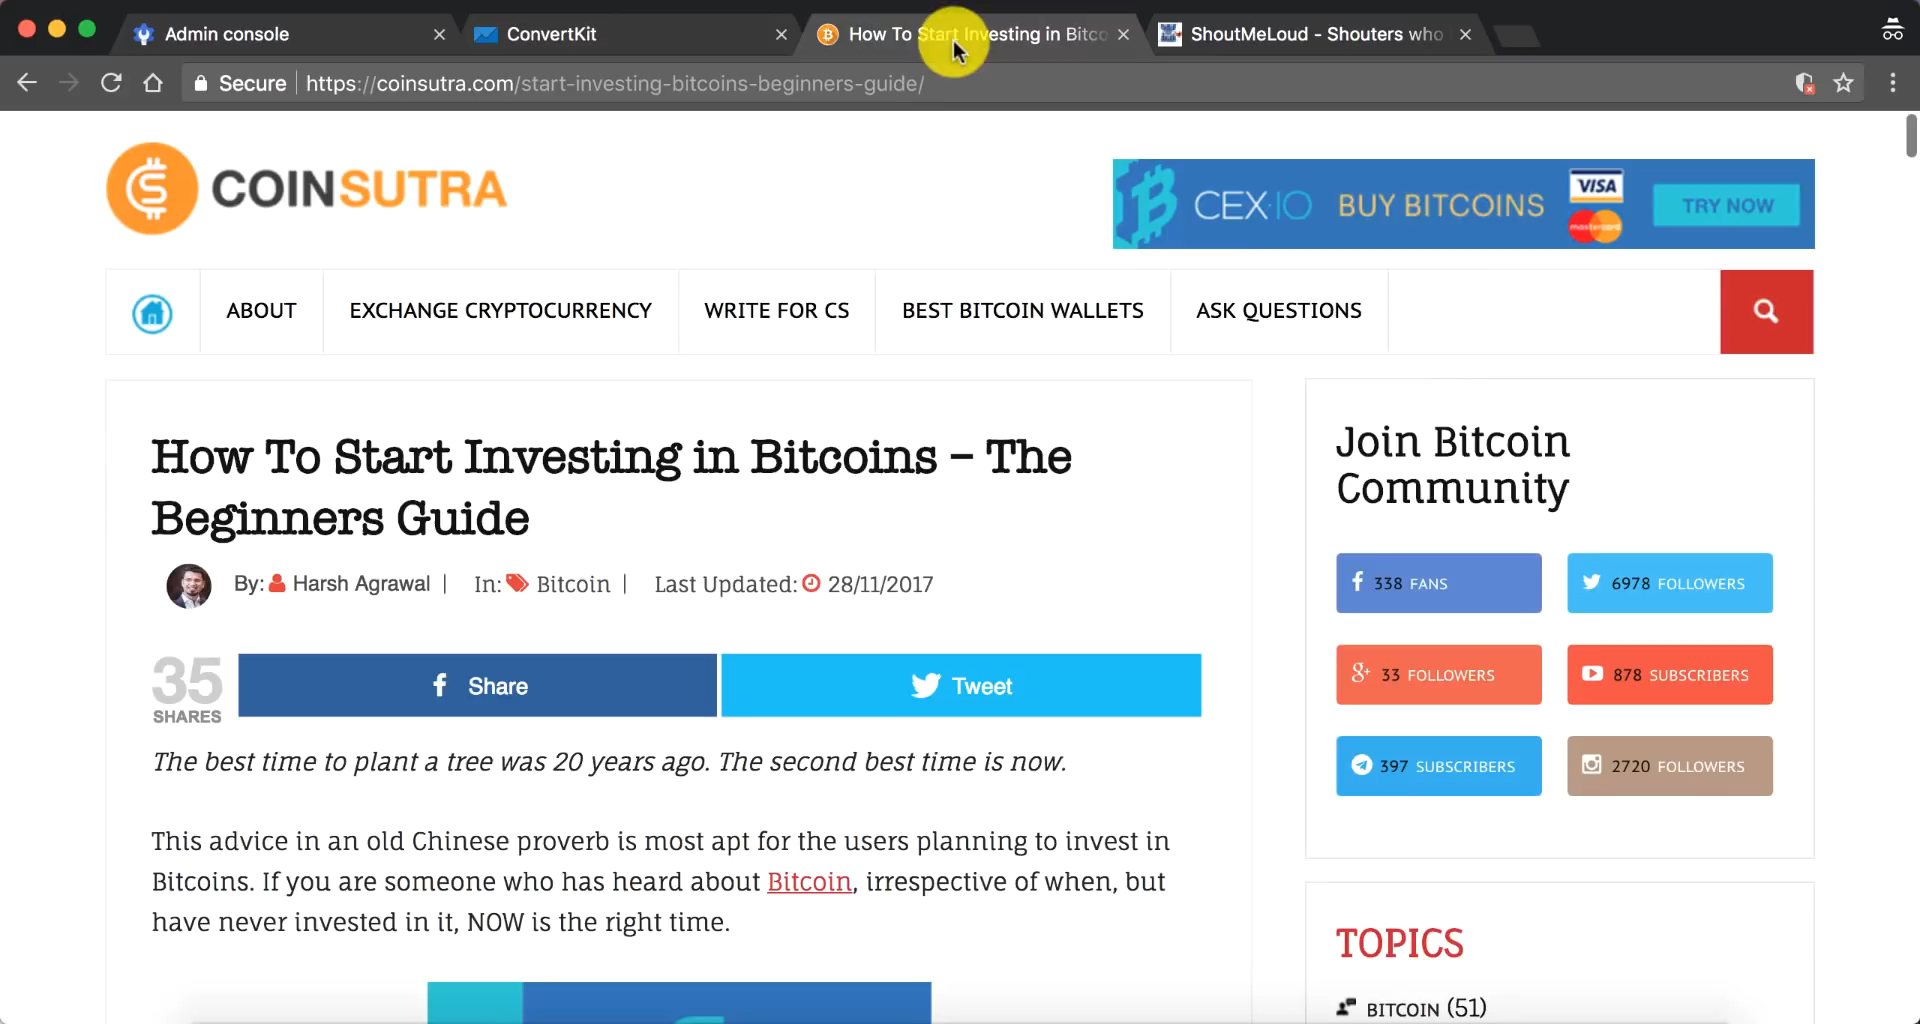 Admin console
ConvertKit
How To Start Investing in Bitco
ShoutMeLoud - Shouters who
Secure
https://coinsutra.com/start-investing-bitcoins-beginners-guide/
COINSUTRA
CEX.IO BUY BITCOINS VISA mastercard TRY NOW
ABOUT
EXCHANGE CRYPTOCURRENCY
WRITE FOR CS
BEST BITCOIN WALLETS
ASK QUESTIONS
How To Start Investing in Bitcoins – The
Beginners Guide
By: Harsh Agrawal | In: Bitcoin | Last Updated: 28/11/2017
35
SHARES
Share
Tweet
The best time to plant a tree was 20 years ago. The second best time is now.
This advice in an old Chinese proverb is most apt for the users planning to invest in
Bitcoins. If you are someone who has heard about Bitcoin, irrespective of when, but
have never invested in it, NOW is the right time.
Join Bitcoin
Community
338 FANS
6978 FOLLOWERS
33 FOLLOWERS
878 SUBSCRIBERS
397 SUBSCRIBERS
2720 FOLLOWERS
TOPICS
BITCOIN (51)